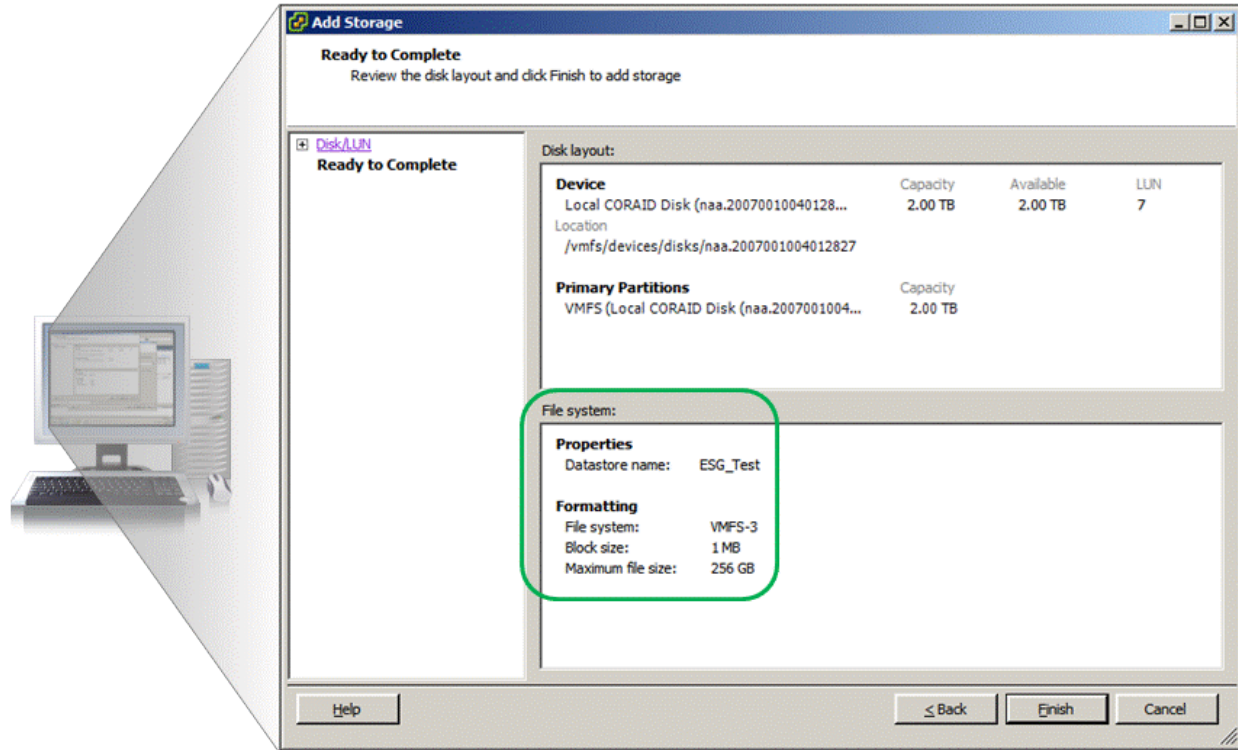 Add Storage
Ready to Complete
Review the disk layout and click Finish to add storage
Disk/LUN
Ready to Complete
Disk layout:
Device Capacity Available LUN
Local CORAID Disk (naa.20070010040128... 2.00 TB 2.00 TB 7
Location
/vmfs/devices/disks/naa.2007001004012827
Primary Partitions Capacity
VMFS (Local CORAID Disk (naa.2007001004... 2.00 TB
File system:
Properties
Datastore name: ESG_Test
Formatting
File system: VMFS-3
Block size: 1 MB
Maximum file size: 256 GB
Help
< Back
Finish
Cancel